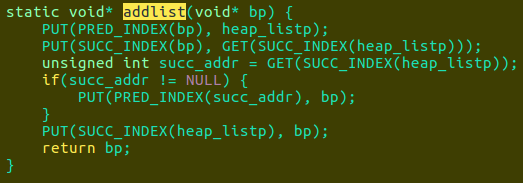 static void* addlist(void* bp) {
    PUT(PRED_INDEX(bp), heap_listp);
    PUT(SUCC_INDEX(bp), GET(SUCC_INDEX(heap_listp)));
    unsigned int succ_addr = GET(SUCC_INDEX(heap_listp));
    if(succ_addr != NULL) {
        PUT(PRED_INDEX(succ_addr), bp);
    }
    PUT(SUCC_INDEX(heap_listp), bp);
    return bp;
}